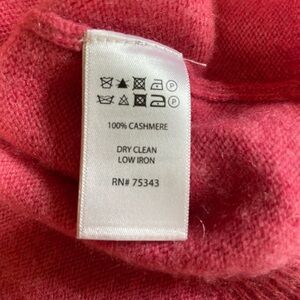 100% CASHMERE
DRY CLEAN
LOW IRON
RN# 75343